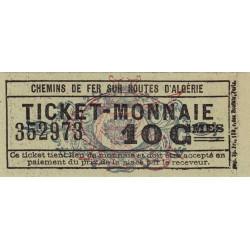 CHEMINS DE FER SUR ROUTES D'ALGÉRIE
TICKET-MONNAIE
352973 10 CMES
Ce ticket tient lieu de monnaie et doit être accepté en
paiement du prix de la place par le receveur.